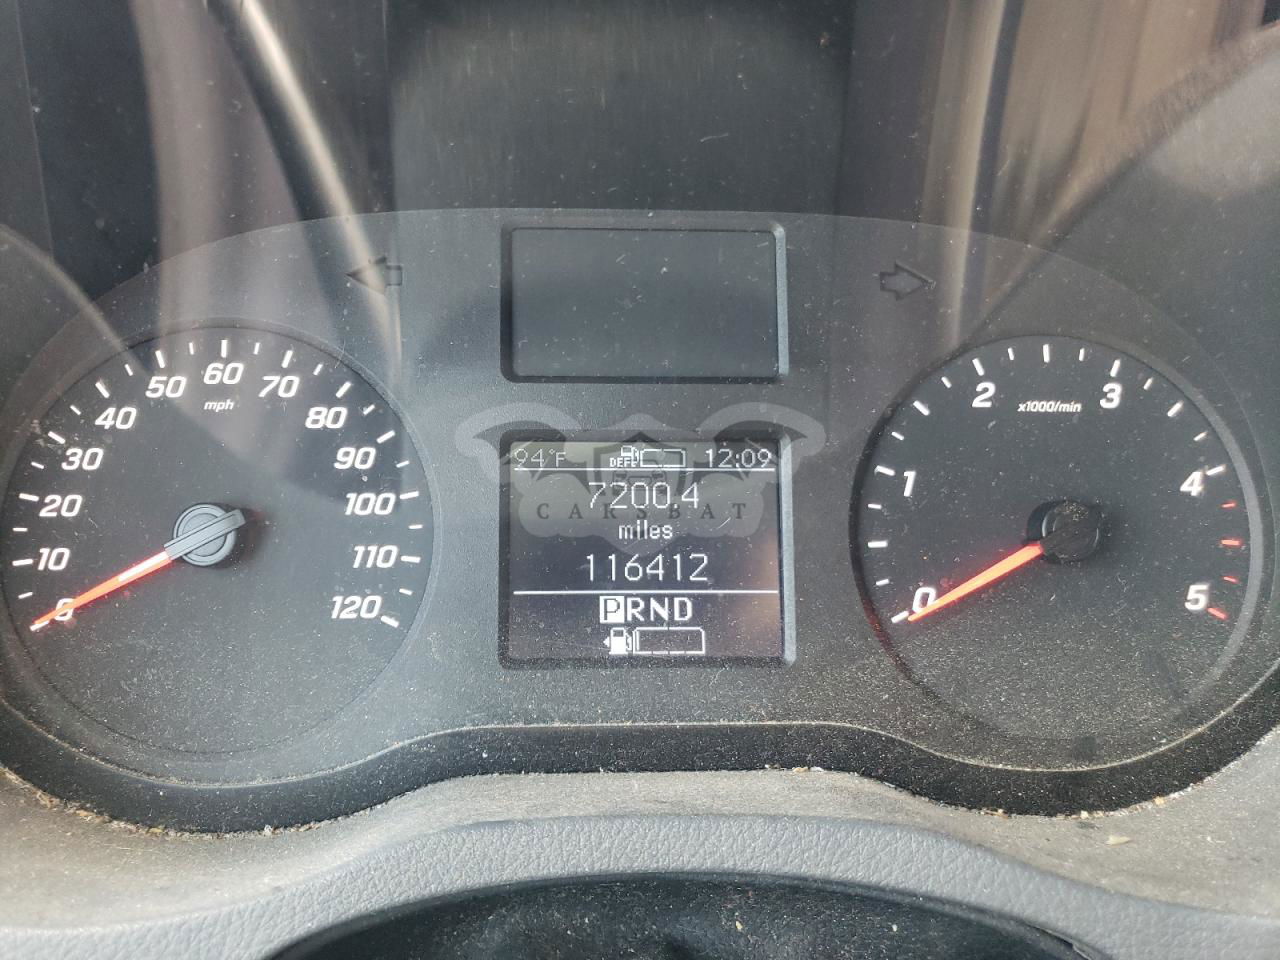 94°F DEF 12:09
7200.4
miles
116412
PRND
0 10 20 30 40 50 60 70 80 90 100 110 120
mph
0 1 2 3 4 5
x1000/min
CARSBAT